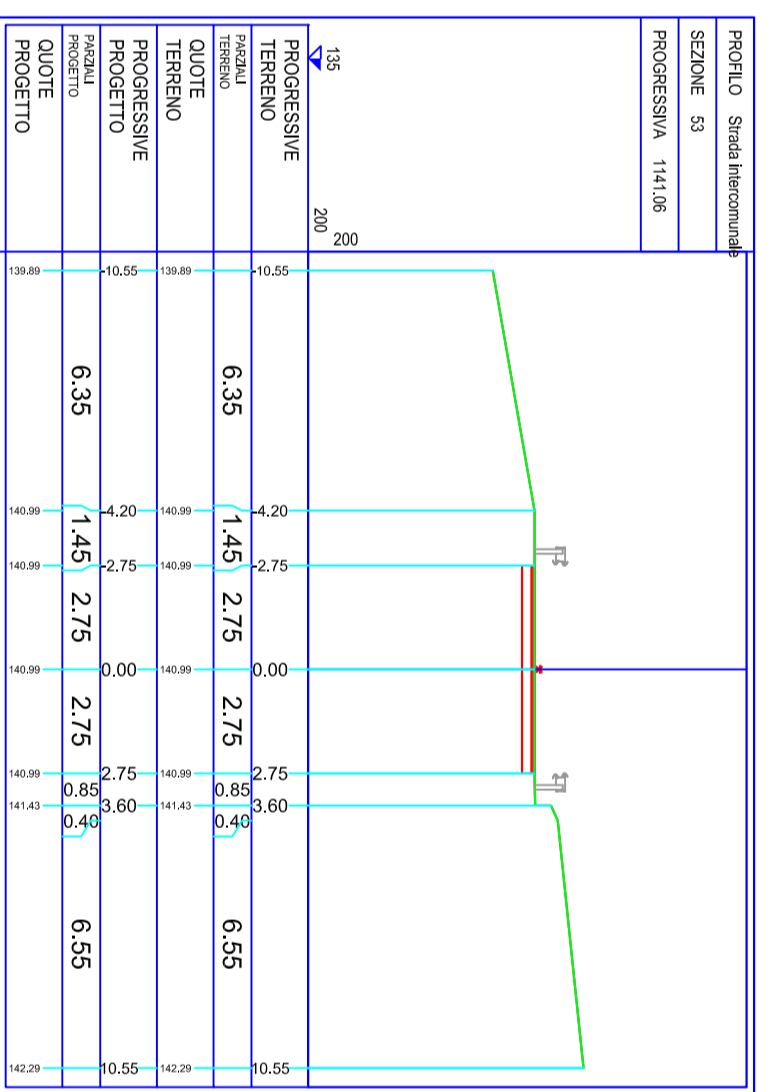 PROFILO Strada intercomunale
SEZIONE 53
PROGRESSIVA 1141.06
200
200
135
PROGRESSIVE TERRENO
-10.55 -4.20 -2.75 0.00 2.75 3.60 10.55
PARZIALI TERRENO
6.35 1.45 2.75 2.75 0.85 0.40 6.55
QUOTE TERRENO
139.89 140.99 140.99 140.99 140.99 141.43 142.29
PROGRESSIVE PROGETTO
-10.55 -4.20 -2.75 0.00 2.75 3.60 10.55
PARZIALI PROGETTO
6.35 1.45 2.75 2.75 0.85 0.40 6.55
QUOTE PROGETTO
139.89 140.99 140.99 140.99 140.99 141.43 142.29